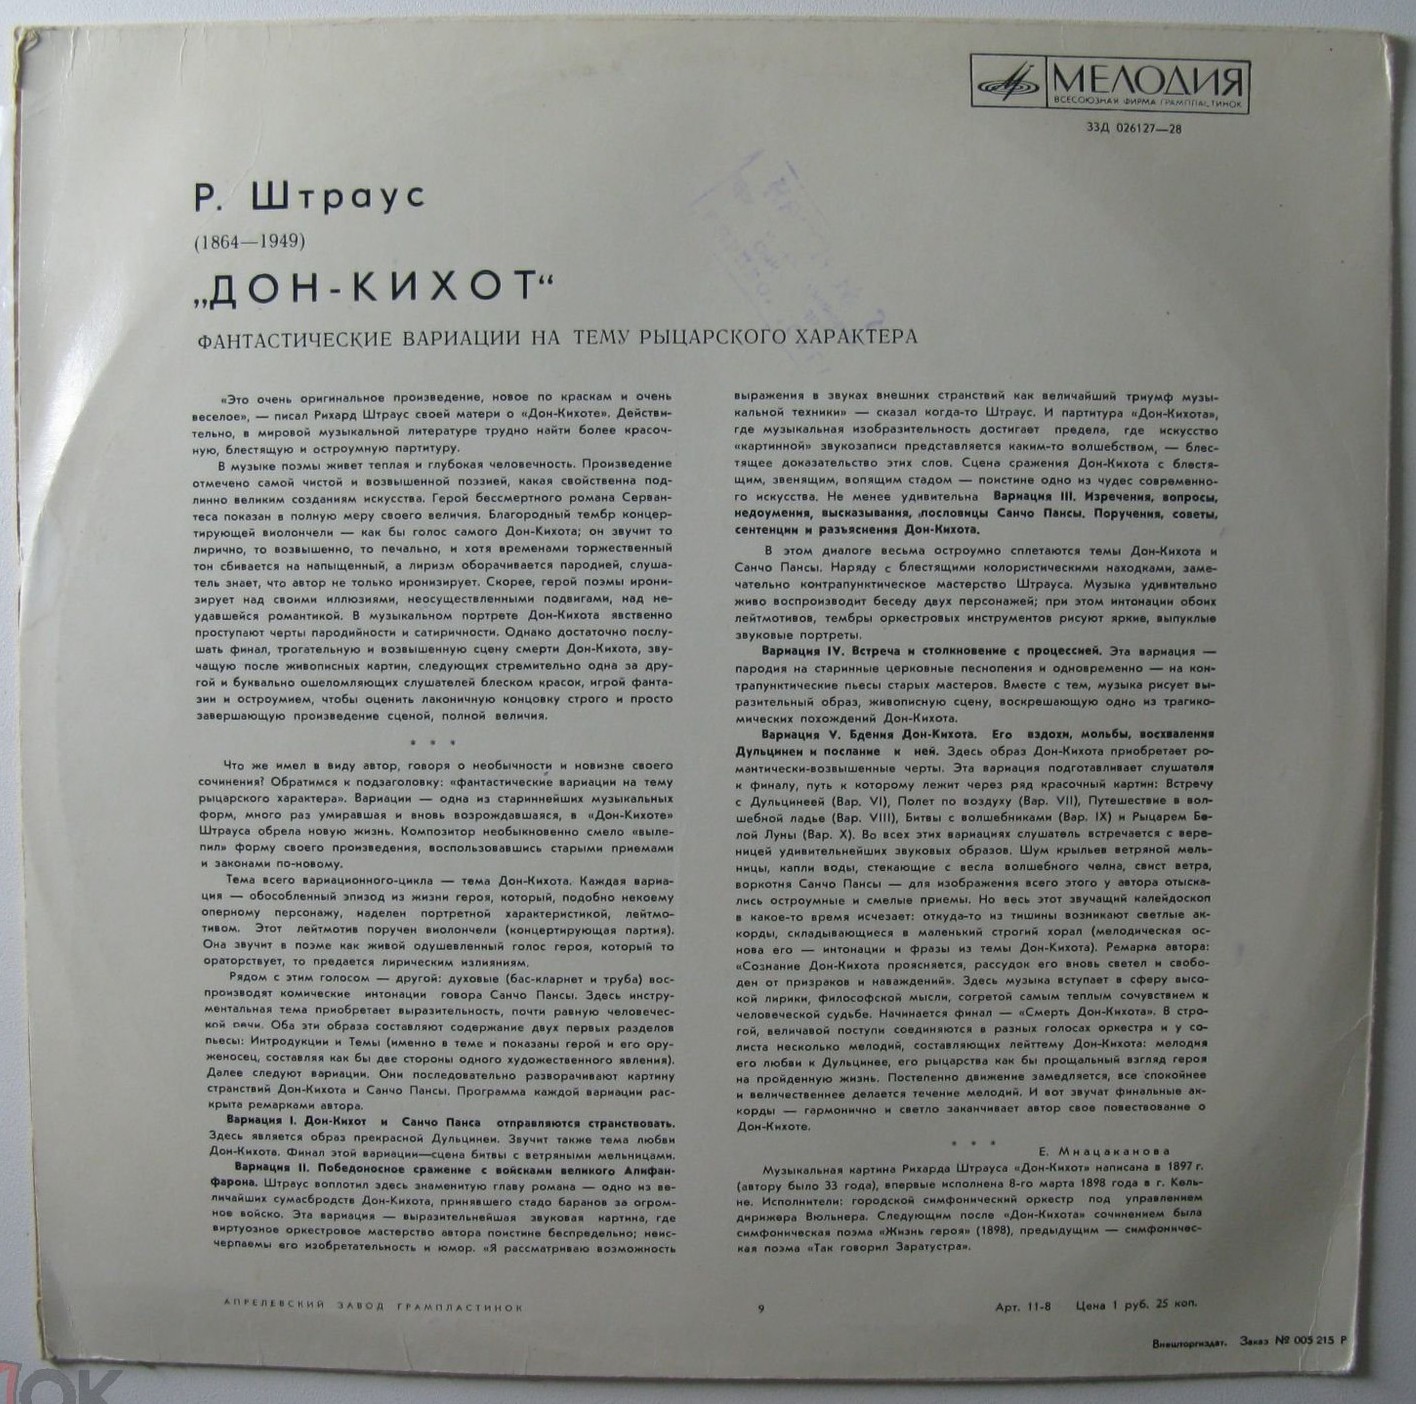 МЕЛОДИЯ
ВСЕСОЮЗНАЯ ФИРМА ГРАМПЛАСТИНОК
33Д 026127—28
Р. Штраус
(1864—1949)
„ДОН-КИХОТ“
ФАНТАСТИЧЕСКИЕ ВАРИАЦИИ НА ТЕМУ РЫЦАРСКОГО ХАРАКТЕРА
«Это очень оригинальное произведение, новое по краскам и очень
веселое», — писал Рихард Штраус своей матери о «Дон-Кихоте». Действи-
тельно, в мировой музыкальной литературе трудно найти более красоч-
ную, блестящую и остроумную партитуру.
В музыке поэмы живет теплая и глубокая человечность. Произведение
отмечено самой чистой и возвышенной поэзией, какая свойственна под-
линно великим созданиям искусства. Герой бессмертного романа Серван-
теса показан в полную меру своего величия. Благородный тембр концер-
тирующей виолончели — как бы голос самого Дон-Кихота; он звучит то
лирично, то возвышенно, то печально, и хотя временами торжественный
тон сбивается на напыщенный, а лиризм оборачивается пародией, слуша-
тель знает, что автор не только иронизирует. Скорее, герой поэмы ирони-
зирует над своими иллюзиями, неосуществленными подвигами, над не-
удавшейся романтикой. В музыкальном портрете Дон-Кихота явственно
проступают черты пародийности и сатиричности. Однако достаточно послу-
шать финал, трогательную и возвышенную сцену смерти Дон-Кихота, зву-
чащую после живописных картин, следующих стремительно одна за дру-
гой и буквально ошеломляющих слушателей блеском красок, игрой фанта-
зии и остроумием, чтобы оценить лаконичную концовку строго и просто
завершающую произведение сценой, полной величия.
* * *
Что же имел в виду автор, говоря о необычности и новизне своего
сочинения? Обратимся к подзаголовку: «фантастические вариации на тему
рыцарского характера». Вариации — одна из стариннейших музыкальных
форм, много раз умиравшая и вновь возрождавшаяся, в «Дон-Кихоте»
Штрауса обрела новую жизнь. Композитор необыкновенно смело «выле-
пил» форму своего произведения, воспользовавшись старыми приемами
и законами по-новому.
Тема всего вариационного-цикла — тема Дон-Кихота. Каждая вариа-
ция — обособленный эпизод из жизни героя, который, подобно некоему
оперному персонажу, наделен портретной характеристикой, лейтмо-
тивом. Этот лейтмотив поручен виолончели (концертирующая партия).
Она звучит в поэме как живой одушевленный голос героя, который то
ораторствует, то предается лирическим излияниям.
Рядом с этим голосом — другой: духовые (бас-кларнет и труба) вос-
производят комические интонации говора Санчо Пансы. Здесь инстру-
ментальная тема приобретает выразительность, почти равную человечес-
кой речи. Оба эти образа составляют содержание двух первых разделов
пьесы: Интродукции и Темы (именно в теме и показаны герой и его ору-
женосец, составляя как бы две стороны одного художественного явления).
Далее следуют вариации. Они последовательно разворачивают картину
странствий Дон-Кихота и Санчо Пансы. Программа каждой вариации рас-
крыта ремарками автора.
Вариация I. Дон-Кихот и Санчо Панса отправляются странствовать.
Здесь является образ прекрасной Дульцинеи. Звучит также тема любви
Дон-Кихота. Финал этой вариации—сцена битвы с ветряными мельницами.
Вариация II. Победоносное сражение с войсками великого Алифан-
фарона. Штраус воплотил здесь знаменитую главу романа — одно из ве-
личайших сумасбродств Дон-Кихота, принявшего стадо баранов за огром-
ное войско. Эта вариация — выразительнейшая звуковая картина, где
виртуозное оркестровое мастерство автора поистине беспредельно; неис-
черпаемы его изобретательность и юмор. «Я рассматриваю возможность
выражения в звуках внешних странствий как величайший триумф музы-
кальной техники» — сказал когда-то Штраус. И партитура «Дон-Кихота»,
где музыкальная изобразительность достигает предела, где искусство
«картинной» звукозаписи представляется каким-то волшебством, — блес-
тящее доказательство этих слов. Сцена сражения Дон-Кихота с блестя-
щим, звенящим, вопящим стадом — поистине одно из чудес современно-
го искусства. Не менее удивительна Вариация III. Изречения, вопросы,
недоумения, высказывания, пословицы Санчо Пансы. Поручения, советы,
сентенции и разъяснения Дон-Кихота.
В этом диалоге весьма остроумно сплетаются темы Дон-Кихота и
Санчо Пансы. Наряду с блестящими колористическими находками, заме-
чательно контрапунктическое мастерство Штрауса. Музыка удивительно
живо воспроизводит беседу двух персонажей; при этом интонации обоих
лейтмотивов, тембры оркестровых инструментов рисуют яркие, выпуклые
звуковые портреты.
Вариация IV. Встреча и столкновение с процессией. Эта вариация —
пародия на старинные церковные песнопения и одновременно — на кон-
трапунктические пьесы старых мастеров. Вместе с тем, музыка рисует вы-
разительный образ, живописную сцену, воскрешающую одно из трагико-
мических похождений Дон-Кихота.
Вариация V. Бдения Дон-Кихота. Его вздохи, мольбы, восхваления
Дульцинеи и послание к ней. Здесь образ Дон-Кихота приобретает ро-
мантически-возвышенные черты. Эта вариация подготавливает слушателя
к финалу, путь к которому лежит через ряд красочный картин: Встречу
с Дульцинеей (Вар. VI), Полет по воздуху (Вар. VII), Путешествие в вол-
шебной ладье (Вар. VIII), Битвы с волшебниками (Вар. IX) и Рыцарем Бе-
лой Луны (Вар. X). Во всех этих вариациях слушатель встречается с вере-
ницей удивительнейших звуковых образов. Шум крыльев ветряной мель-
ницы, капли воды, стекающие с весла волшебного челна, свист ветра,
воркотня Санчо Пансы — для изображения всего этого у автора отыска-
лись остроумные и смелые приемы. Но весь этот звучащий калейдоскоп
в какое-то время исчезает: откуда-то из тишины возникают светлые ак-
корды, складывающиеся в маленький строгий хорал (мелодическая ос-
нова его — интонации и фразы из темы Дон-Кихота). Ремарка автора:
«Сознание Дон-Кихота проясняется, рассудок его вновь светел и свобо-
ден от призраков и наваждений». Здесь музыка вступает в сферу высо-
кой лирики, философской мысли, согретой самым теплым сочувствием к
человеческой судьбе. Начинается финал — «Смерть Дон-Кихота». В стро-
гой, величавой поступи соединяются в разных голосах оркестра и у со-
листа несколько мелодий, составляющих лейттему Дон-Кихота: мелодия
его любви к Дульцинее, его рыцарства как бы прощальный взгляд героя
на пройденную жизнь. Постепенно движение замедляется, все спокойнее
и величественнее делается течение мелодий. И вот звучат финальные ак-
корды — гармонично и светло заканчивает автор свое повествование о
Дон-Кихоте.
* * *
Е. Мнацаканова
Музыкальная картина Рихарда Штрауса «Дон-Кихот» написана в 1897 г.
(автору было 33 года), впервые исполнена 8-го марта 1898 года в г. Кель-
не. Исполнители: городской симфонический оркестр под управлением
дирижера Вюльнера. Следующим после «Дон-Кихота» сочинением была
симфоническая поэма «Жизнь героя» (1898), предыдущим — симфоничес-
кая поэма «Так говорил Заратустра».
АПРЕЛЕВСКИЙ ЗАВОД ГРАМПЛАСТИНОК
9
Арт. 11-8 Цена 1 руб. 25 коп.
Внешторгиздат. Заказ № 005 215 Р